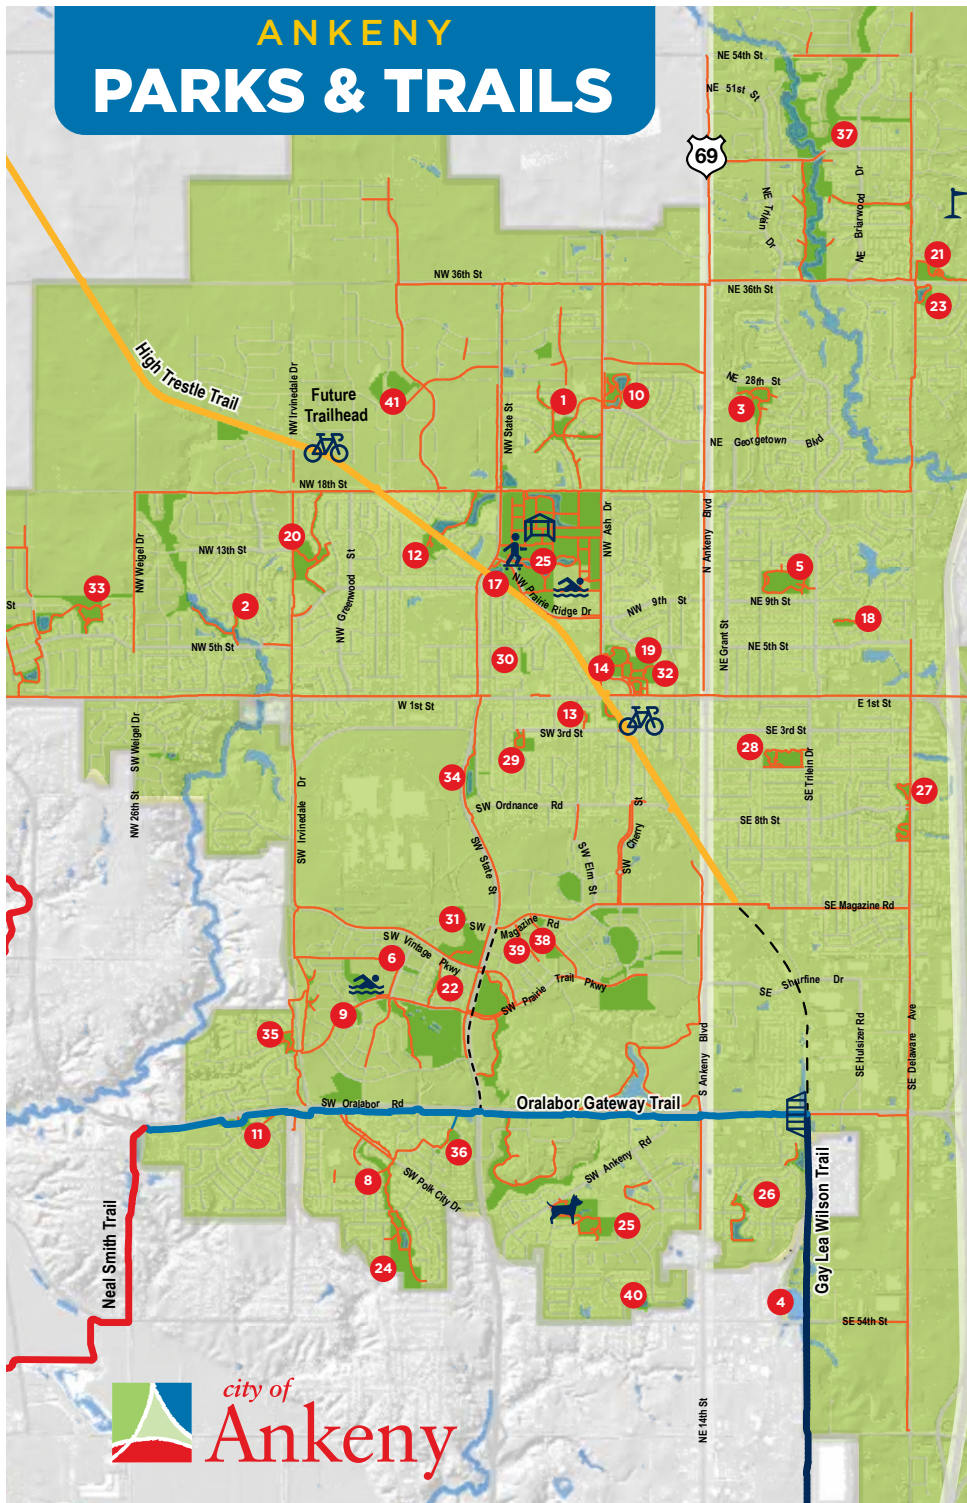 ANKENY
PARKS & TRAILS
NE 54th St
NE 51st St
37
69
NE Trilein Dr
NE Briarwood Dr
21
NW 36th St
NE 36th St
23
High Trestle Trail
NW Irvinedale Dr
Future
Trailhead
41
NW State St
1
10
NE 28th St
3
NE Georgetown Blvd
NW 18th St
NW Weigel Dr
NW 13th St
20
NW Greenwood St
12
17
25
NW Prairie Ridge Dr
NW Ash Dr
N Ankeny Blvd
5
NE 9th St
NW 9th St
33
St
2
NW 5th St
18
NE Grant St
NE 5th St
30
14
19
32
W 1st St
E 1st St
13
SW 3rd St
SE 3rd St
28
SE Trilein Dr
29
34
27
SW Weigel Dr
NW 26th St
SW Irvinedale Dr
SW Ordnance Rd
SW State St
SW Elm St
SW Cherry St
SE 8th St
SE Magazine Rd
31
SW Magazine Rd
38
39
SW Vintage Pkwy
6
22
9
SW Prairie Trail Pkwy
SE Shurfine Dr
35
S Ankeny Blvd
SE Hulsizer Rd
SE Delaware Ave
SW Oralabor Rd
Oralabor Gateway Trail
11
36
8
SW Polk City Dr
SW Ankeny Rd
26
25
24
40
4
Neal Smith Trail
Gay Lea Wilson Trail
SE 54th St
NE 14th St
city of
Ankeny